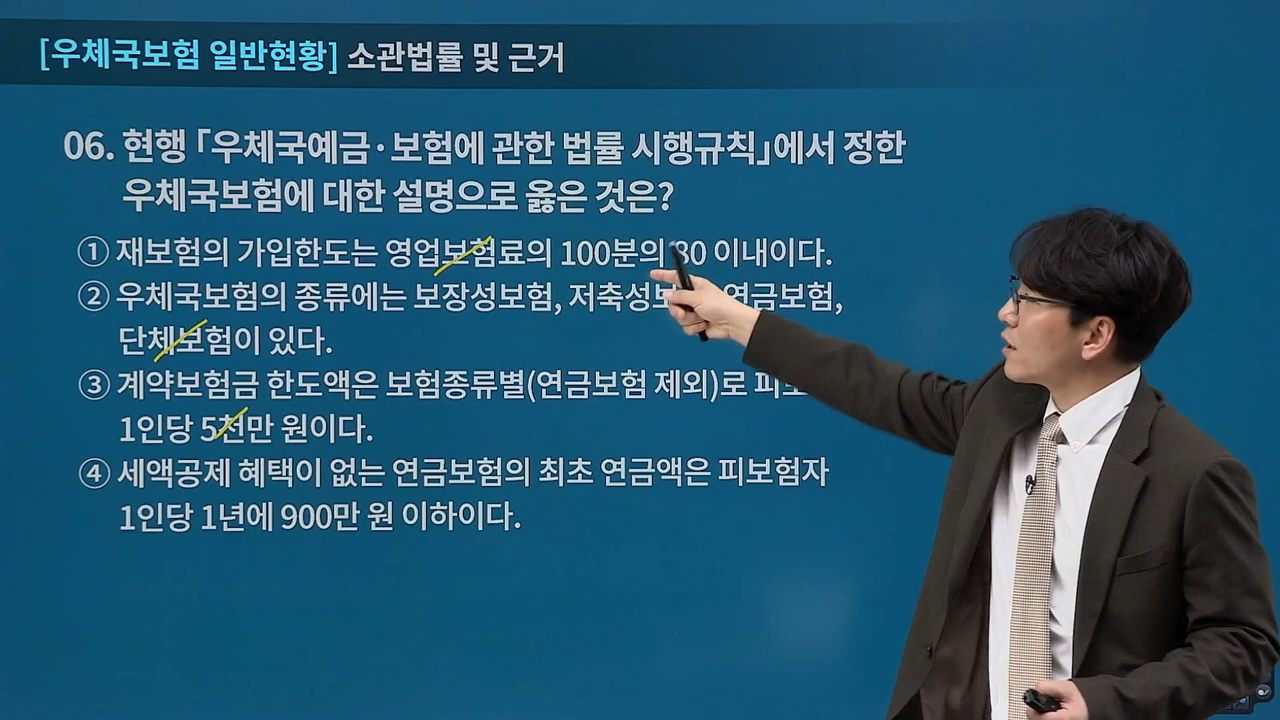 [우체국보험 일반현황] 소관법률 및 근거
06. 현행 「우체국예금·보험에 관한 법률 시행규칙」에서 정한
우체국보험에 대한 설명으로 옳은 것은?
① 재보험의 가입한도는 영업보험료의 100분의 80 이내이다.
② 우체국보험의 종류에는 보장성보험, 연금보험,
단체보험이 있다.
③ 계약보험금 한도액은 보험종류별(연금보험 제외)로
1인당 5천만 원이다.
④ 세액공제 혜택이 없는 연금보험의 최초 연금액은 피보험자
1인당 1년에 900만 원 이하이다.